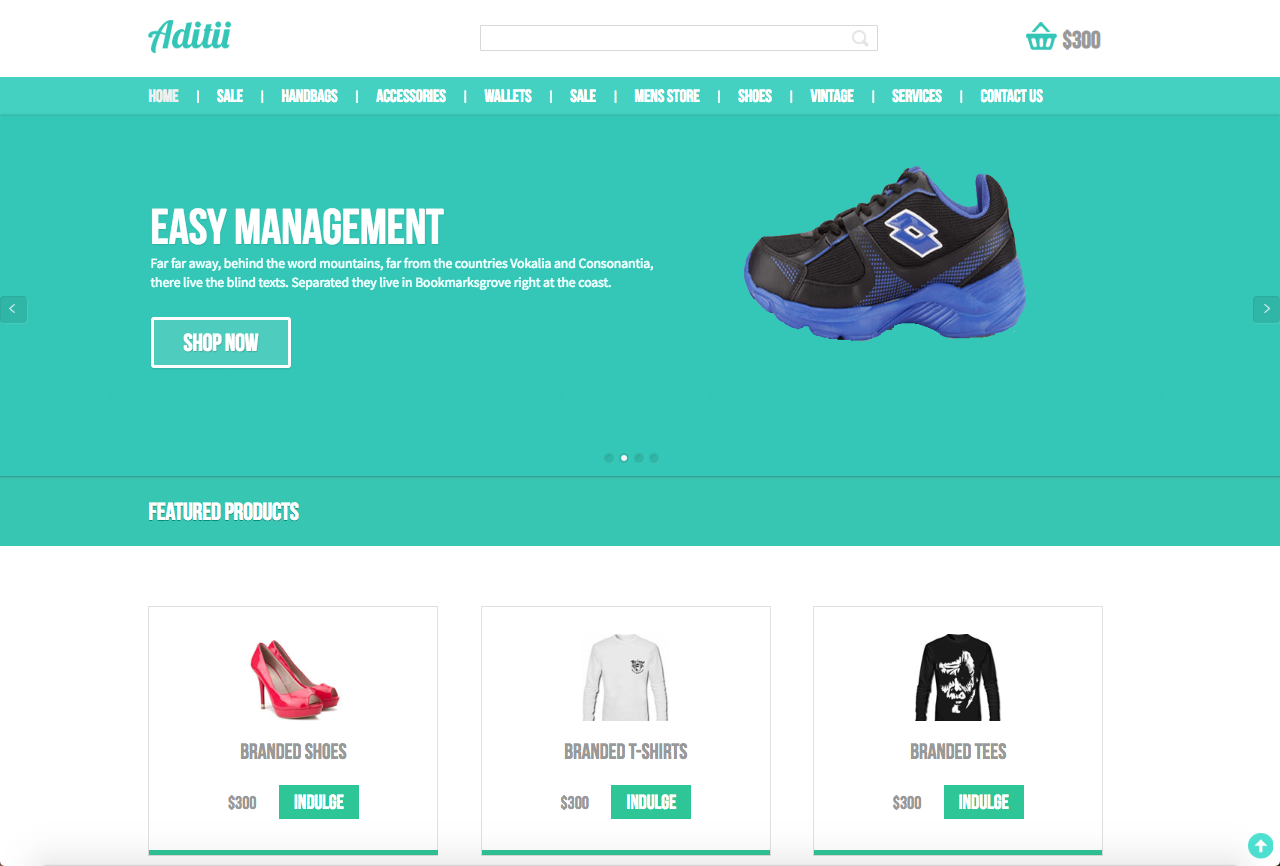 Aditii
$300
HOME | SALE | HANDBAGS | ACCESSORIES | WALLETS | SALE | MENS STORE | SHOES | VINTAGE | SERVICES | CONTACT US
EASY MANAGEMENT
Far far away, behind the word mountains, far from the countries Vokalia and Consonantia,
there live the blind texts. Separated they live in Bookmarksgrove right at the coast.
SHOP NOW
FEATURED PRODUCTS
BRANDED SHOES
BRANDED T-SHIRTS
BRANDED TEES
$300 INDULGE
$300 INDULGE
$300 INDULGE